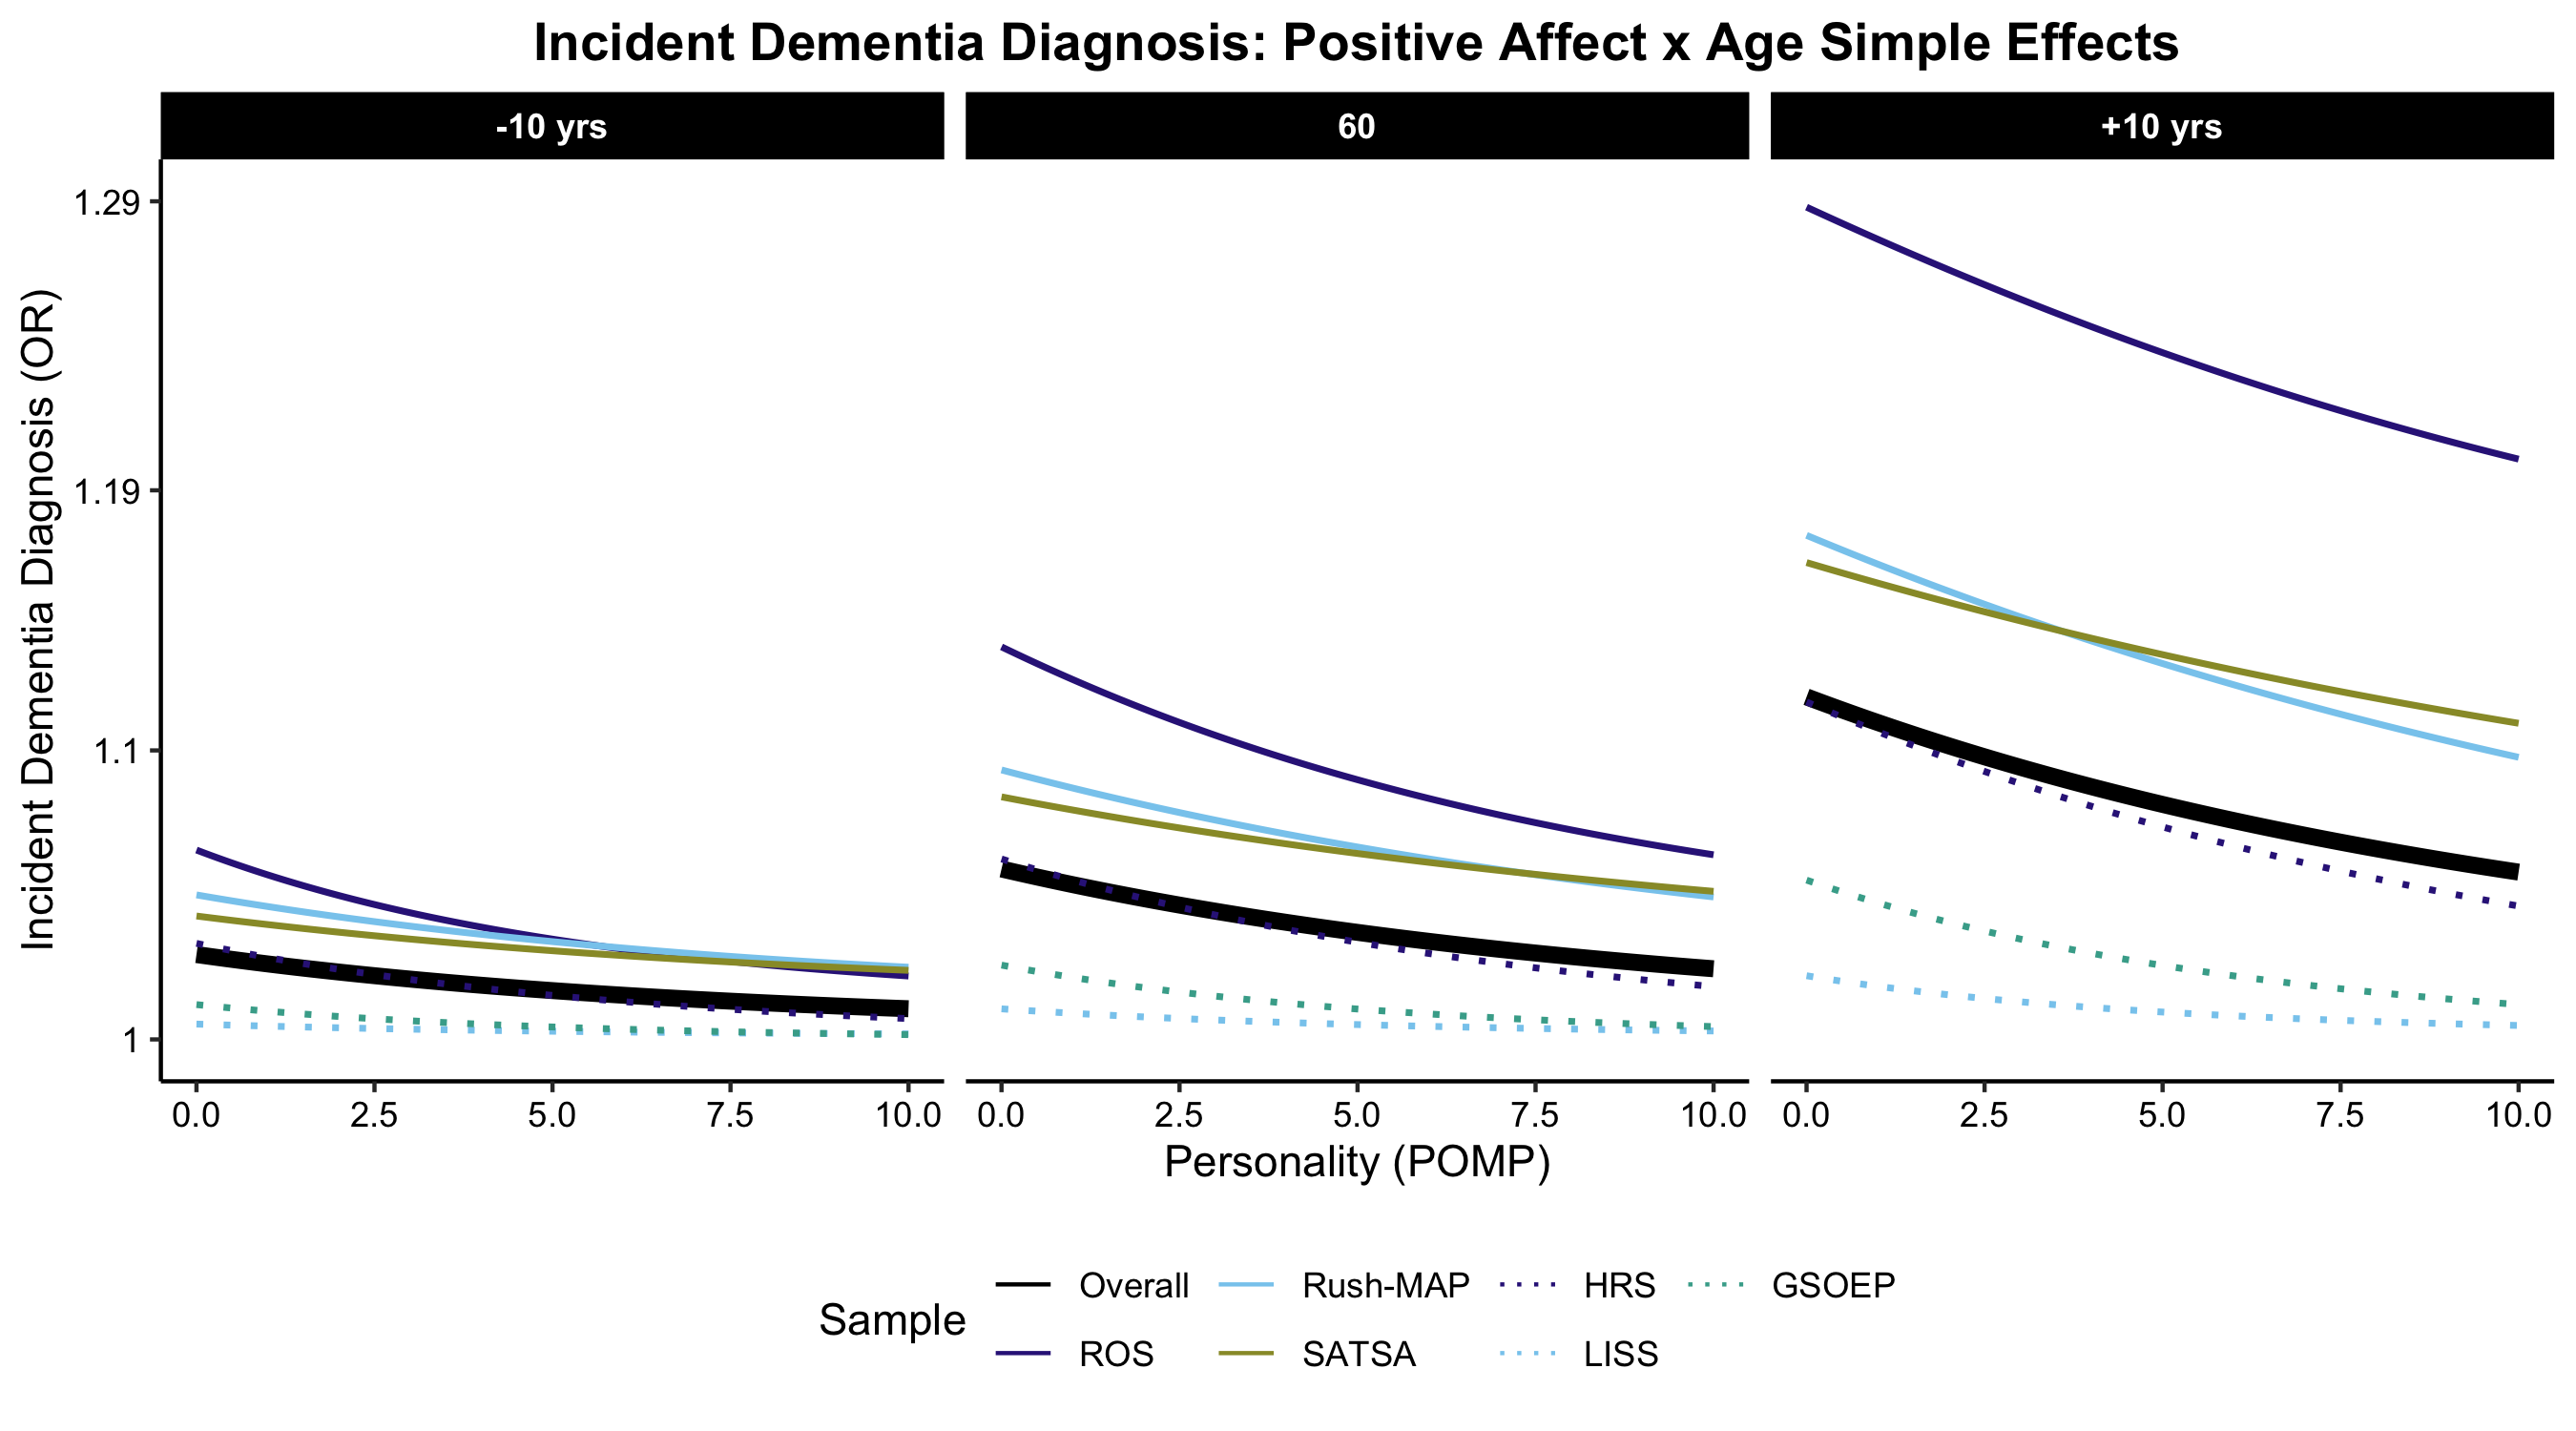 Incident Dementia Diagnosis: Positive Affect x Age Simple Effects
-10 yrs 60 +10 yrs
Incident Dementia Diagnosis (OR)
1.29
1.19
1.1
1
0.0 2.5 5.0 7.5 10.0 0.0 2.5 5.0 7.5 10.0 0.0 2.5 5.0 7.5 10.0
Personality (POMP)
Sample
Overall Rush-MAP HRS GSOEP
ROS SATSA LISS